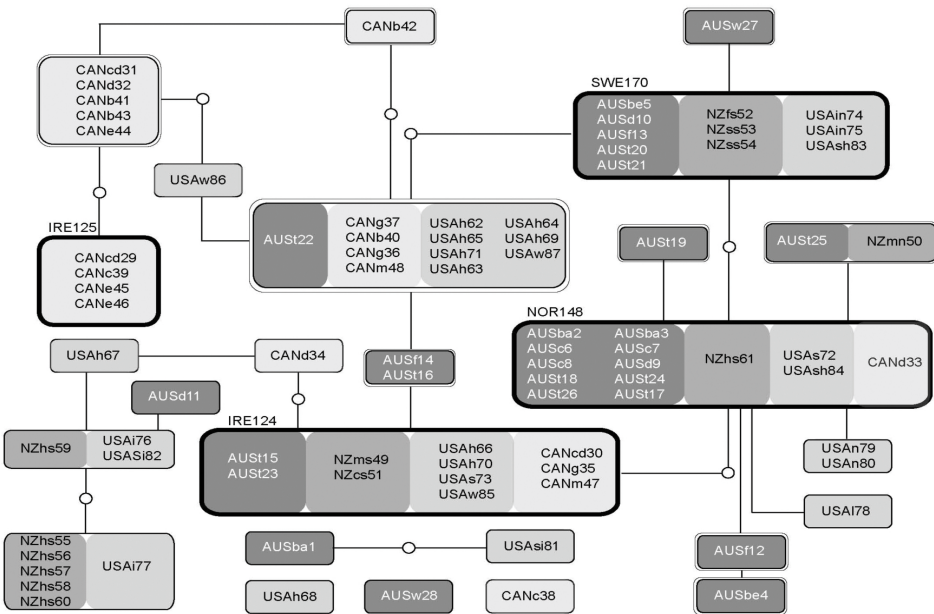 CANb42
AUSw27
CANcd31
CANd32
CANb41
CANb43
CANe44
SWE170
AUSbe5
AUSd10
AUSf13
AUSt20
AUSt21
NZfs52
NZss53
NZss54
USAin74
USAin75
USAsh83
USAw86
AUSt22
CANg37
CANb40
CANg36
CANm48
USAh62
USAh65
USAh71
USAh63
USAh64
USAh69
USAw87
AUSt19
AUSt25
NZmn50
IRE125
CANcd29
CANc39
CANe45
CANe46
NOR148
AUSba2
AUSc6
AUSc8
AUSt18
AUSt26
AUSba3
AUSc7
AUSd9
AUSt24
AUSt17
NZhs61
USAs72
USAsh84
CANd33
USAh67
CANd34
AUSf14
AUSt16
AUSd11
NZhs59
USAi76
USASi82
IRE124
AUSt15
AUSt23
NZms49
NZcs51
USAh66
USAh70
USAs73
USAw85
CANcd30
CANg35
CANm47
USAn79
USAn80
USAl78
NZhs55
NZhs56
NZhs57
NZhs58
NZhs60
USAi77
AUSba1
USAsi81
AUSf12
USAh68
AUSw28
CANc38
AUSbe4